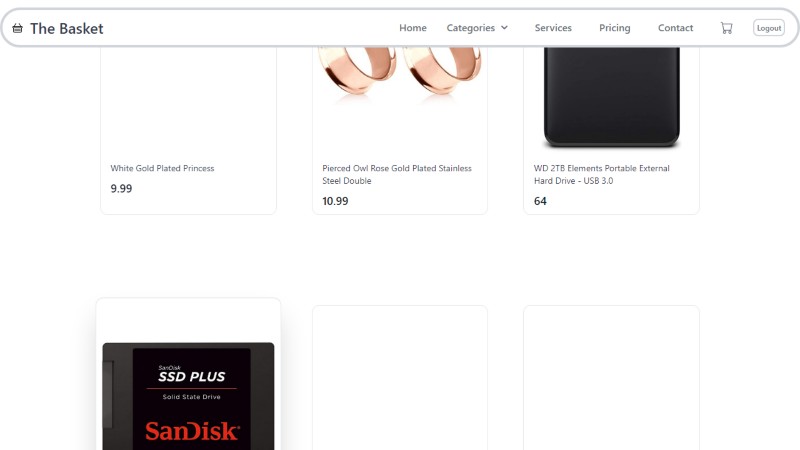 The Basket
Home
Categories
Services
Pricing
Contact
Logout
White Gold Plated Princess
9.99
Pierced Owl Rose Gold Plated Stainless
Steel Double
10.99
WD 2TB Elements Portable External
Hard Drive - USB 3.0
64
SanDisk
SSD PLUS
Solid State Drive
SanDisk